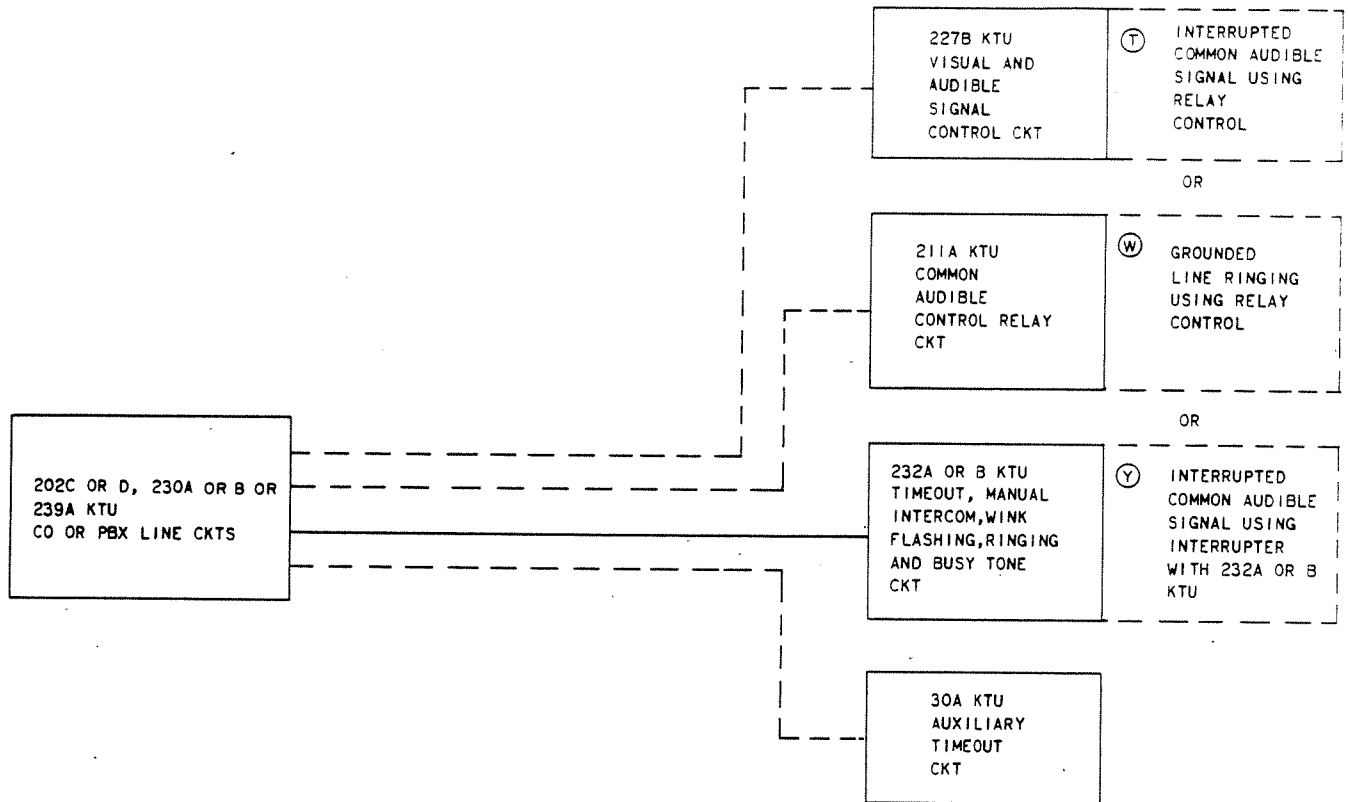 227B KTU
VISUAL AND
AUDIBLE
SIGNAL
CONTROL CKT
T
INTERRUPTED
COMMON AUDIBLE
SIGNAL USING
RELAY
CONTROL
OR
211A KTU
COMMON
AUDIBLE
CONTROL RELAY
CKT
W
GROUNDED
LINE RINGING
USING RELAY
CONTROL
OR
202C OR D, 230A OR B OR
239A KTU
CO OR PBX LINE CKTS
232A OR B KTU
TIMEOUT, MANUAL
INTERCOM,WINK
FLASHING,RINGING
AND BUSY TONE
CKT
Y
INTERRUPTED
COMMON AUDIBLE
SIGNAL USING
INTERRUPTER
WITH 232A OR B
KTU
30A KTU
AUXILIARY
TIMEOUT
CKT